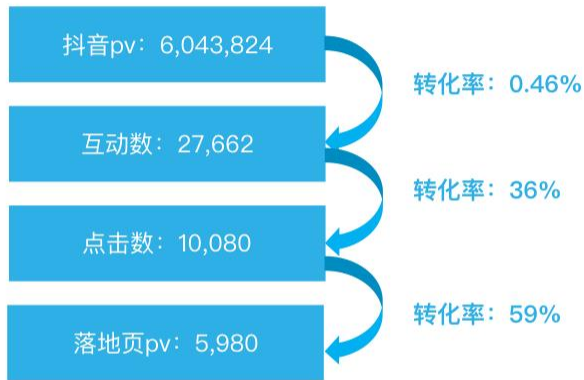 抖音pv：6,043,824
转化率：0.46%
互动数：27,662
转化率：36%
点击数：10,080
转化率：59%
落地页pv：5,980